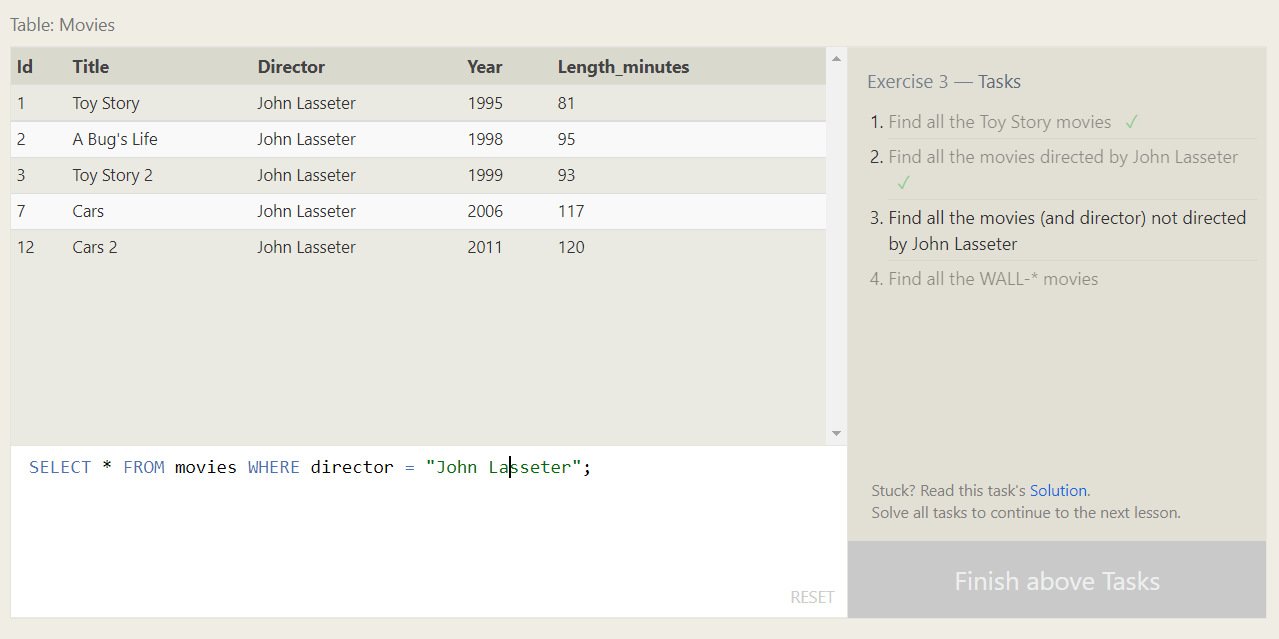 Table: Movies
Id Title Director Year Length_minutes
1 Toy Story John Lasseter 1995 81
2 A Bug's Life John Lasseter 1998 95
3 Toy Story 2 John Lasseter 1999 93
7 Cars John Lasseter 2006 117
12 Cars 2 John Lasseter 2011 120
SELECT * FROM movies WHERE director = "John Lasseter";
RESET
Exercise 3 — Tasks
1. Find all the Toy Story movies ✓
2. Find all the movies directed by John Lasseter
✓
3. Find all the movies (and director) not directed
by John Lasseter
4. Find all the WALL-* movies
Stuck? Read this task's Solution.
Solve all tasks to continue to the next lesson.
Finish above Tasks